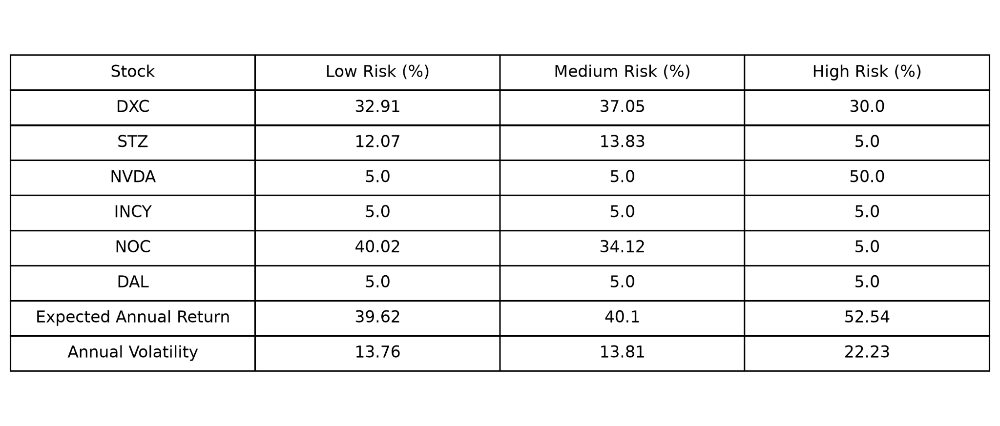 Stock Low Risk (%) Medium Risk (%) High Risk (%)
DXC 32.91 37.05 30.0
STZ 12.07 13.83 5.0
NVDA 5.0 5.0 50.0
INCY 5.0 5.0 5.0
NOC 40.02 34.12 5.0
DAL 5.0 5.0 5.0
Expected Annual Return 39.62 40.1 52.54
Annual Volatility 13.76 13.81 22.23